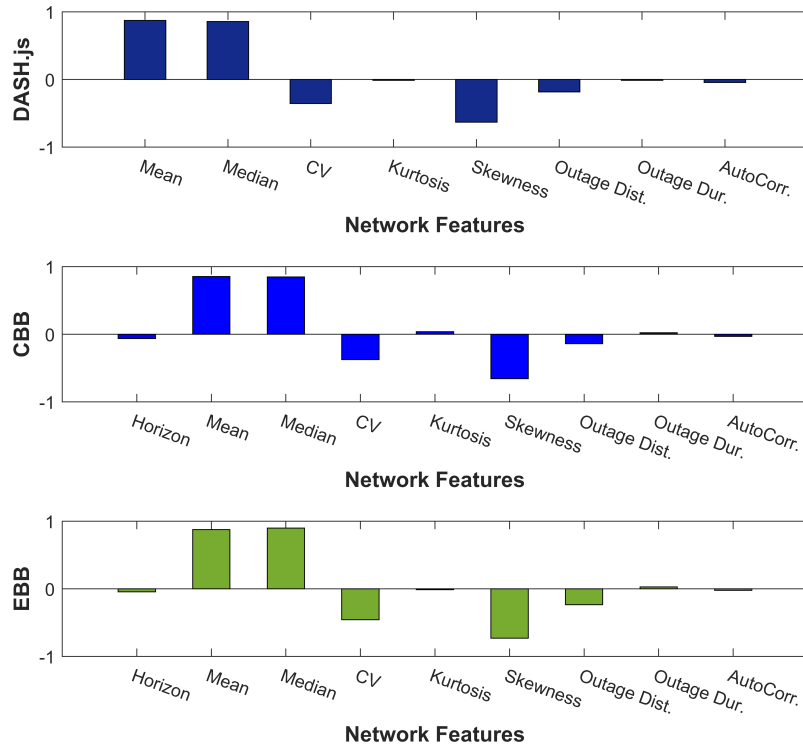 1
0
-1
DASH.js
Mean Median CV Kurtosis Skewness Outage Dist. Outage Dur. AutoCorr.
Network Features
1
0
-1
CBB
Horizon Mean Median CV Kurtosis Skewness Outage Dist. Outage Dur. AutoCorr.
Network Features
1
0
-1
EBB
Horizon Mean Median CV Kurtosis Skewness Outage Dist. Outage Dur. AutoCorr.
Network Features